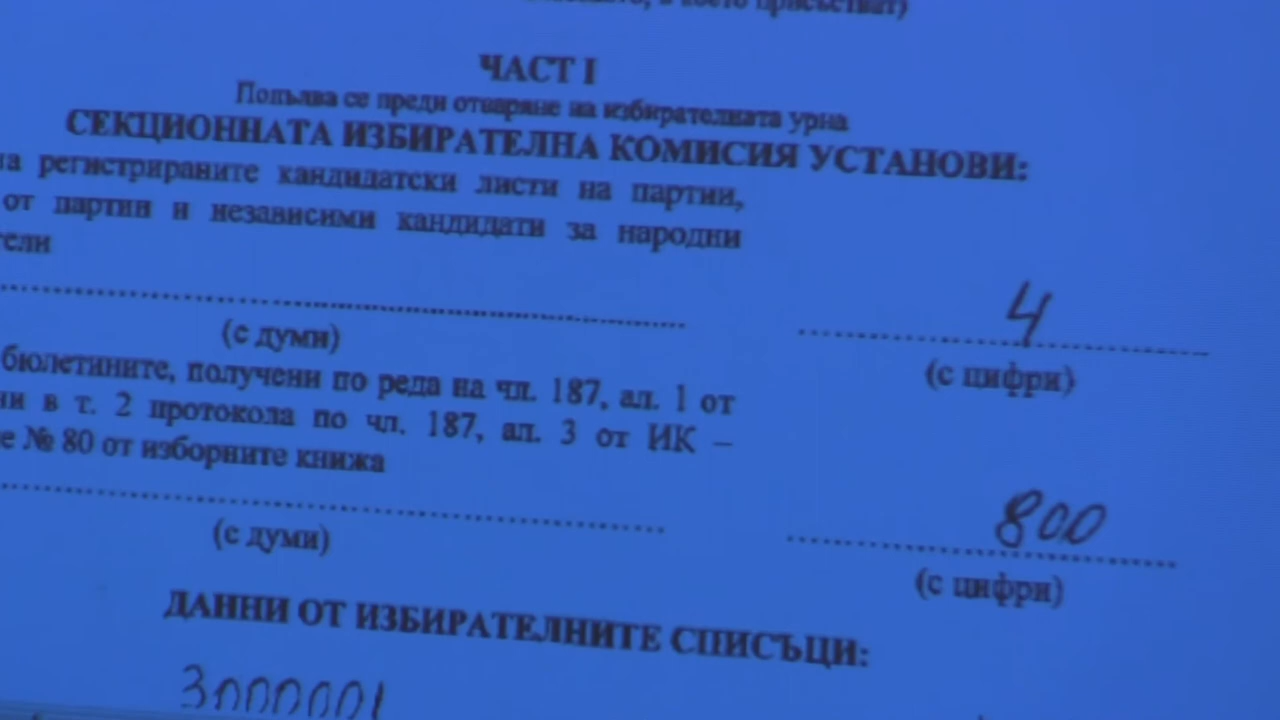 присъстват)
ЧАСТ I
Попълва се преди отваряне на избирателната урна
СЕКЦИОННАТА ИЗБИРАТЕЛНА КОМИСИЯ УСТАНОВИ:
на регистрираните кандидатски листи на партии,
от партии и независими кандидати за народни
4
(с думи)
(с цифри)
бюлетините, получени по реда на чл. 187, ал. 1 от
в т. 2 протокола по чл. 187, ал. 3 от ИК –
№ 80 от изборните книжа
800
(с думи)
(с цифри)
ДАННИ ОТ ИЗБИРАТЕЛНИТЕ СПИСЪЦИ: